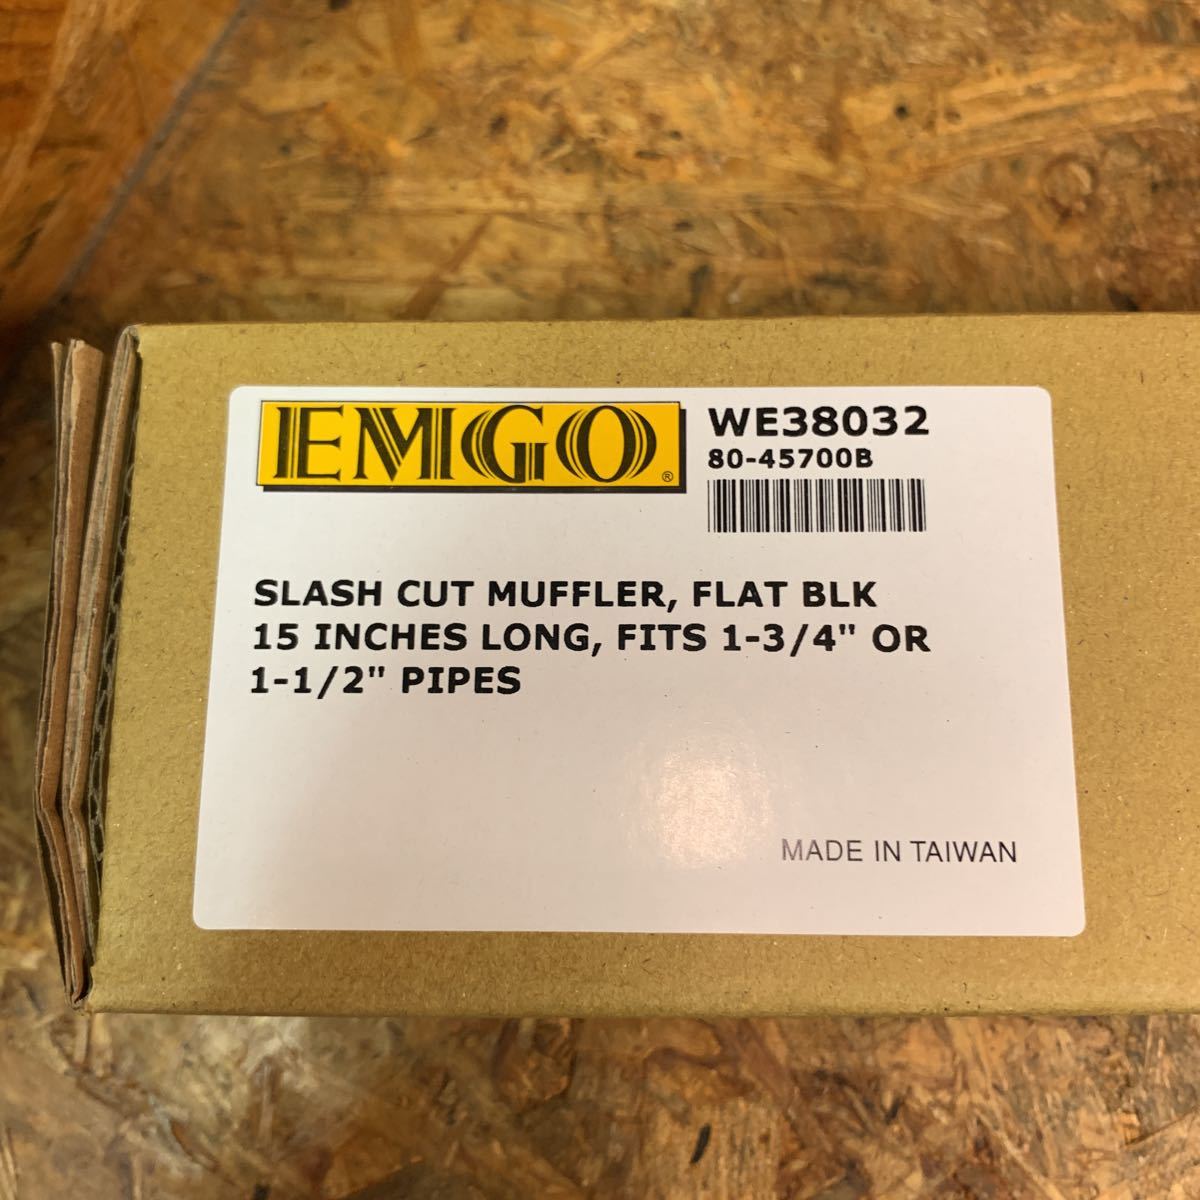 EMGO®
WE38032
80-45700B
SLASH CUT MUFFLER, FLAT BLK
15 INCHES LONG, FITS 1-3/4" OR
1-1/2" PIPES
MADE IN TAIWAN